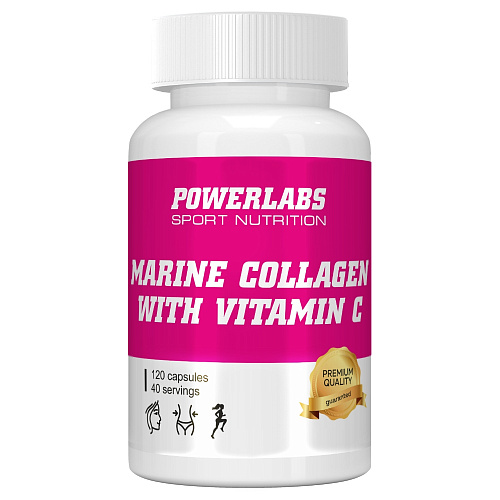 POWERLABS
SPORT NUTRITION
MARINE COLLAGEN
WITH VITAMIN C
120 capsules
40 servings
PREMIUM
QUALITY
guaranteed